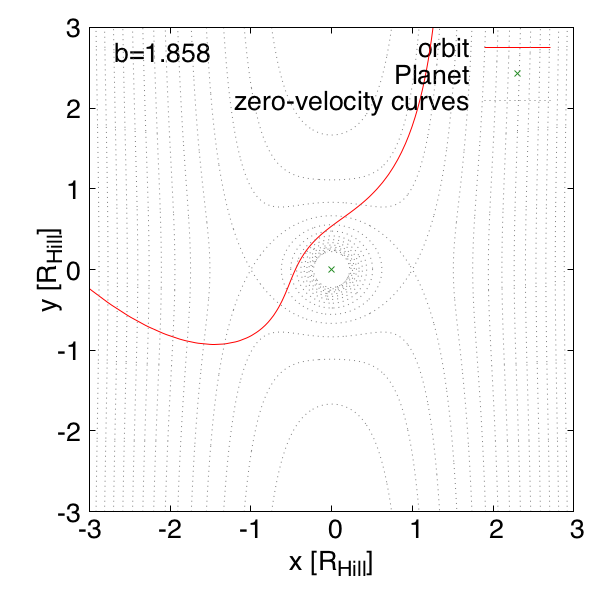 b=1.858
orbit
Planet
zero-velocity curves
3
2
1
0
-1
-2
-3
y [R_Hill]
-3
-2
-1
0
1
2
3
x [R_Hill]